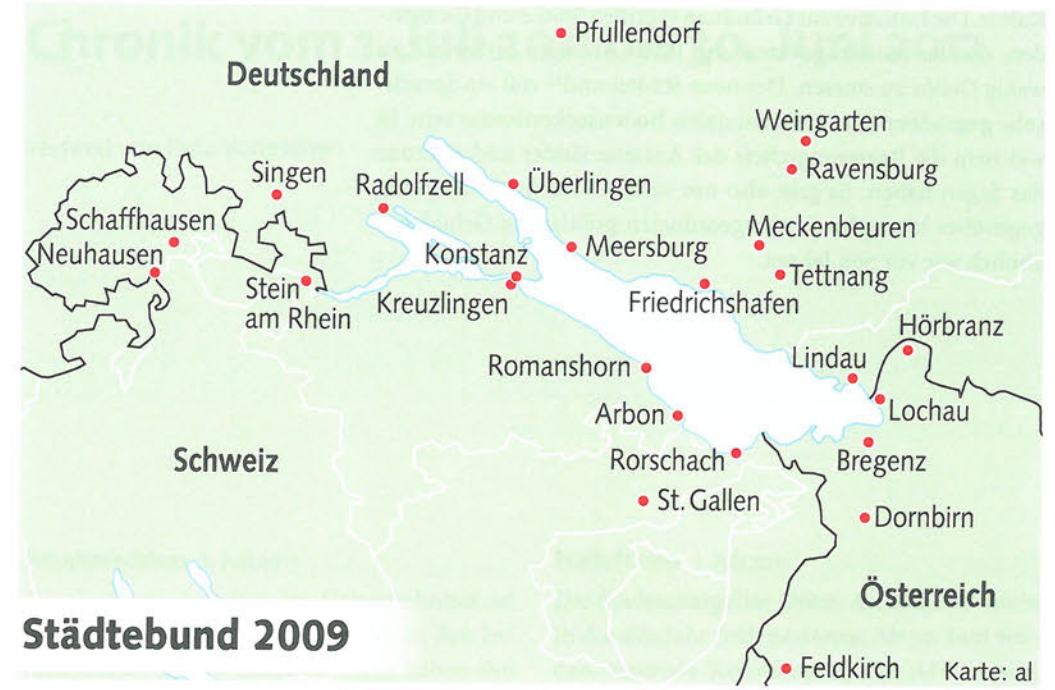 Pfullendorf
Deutschland
Weingarten
Ravensburg
Singen
Radolfzell
Überlingen
Schaffhausen
Meckenbeuren
Neuhausen
Konstanz
Meersburg
Tettnang
Stein
am Rhein
Kreuzlingen
Friedrichshafen
Hörbranz
Romanshorn
Lindau
Arbon
Lochau
Schweiz
Rorschach
Bregenz
St. Gallen
Dornbirn
Österreich
Städtebund 2009
Feldkirch
Karte: al